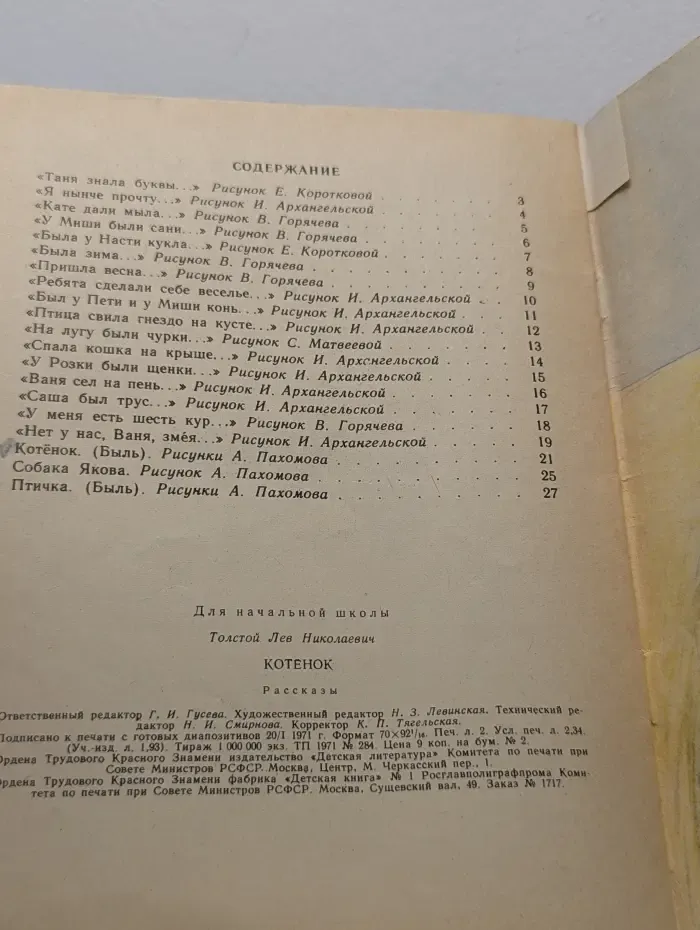 СОДЕРЖАНИЕ
«Таня знала буквы...» Рисунок Е. Коротковой . . . . . . . 3
«Я нынче прочту...» Рисунок И. Архангельской . . . . . . 4
«Кате дали мыла...» Рисунок В. Горячева . . . . . . . 5
«У Миши были сани...» Рисунок В. Горячева . . . . . . 6
«Была у Насти кукла...» Рисунок Е. Коротковой . . . . . . 7
«Была зима...» Рисунок В. Горячева . . . . . . . 8
«Пришла весна...» Рисунок В. Горячева . . . . . . . 9
«Ребята сделали себе веселье...» Рисунок И. Архангельской . . 10
«Был у Пети и у Миши конь...» Рисунок И. Архангельской . . . 11
«Птица свила гнездо на кусте...» Рисунок И. Архангельской . . . 12
«На лугу были чурки...» Рисунок С. Матвеевой . . . . . 13
«Спала кошка на крыше...» Рисунок И. Архангельской . . . . 14
«У Розки были щенки...» Рисунок И. Архангельской . . . . 15
«Ваня сел на пень...» Рисунок И. Архангельской . . . . . 16
«Саша был трус...» Рисунок И. Архангельской . . . . . 17
«У меня есть шесть кур...» Рисунок В. Горячева . . . . . 18
«Нет у нас, Ваня, змея...» Рисунок И. Архангельской . . . . 19
Котёнок. (Быль). Рисунки А. Пахомова . . . . . . . 21
Собака Якова. Рисунок А. Пахомова . . . . . . . 25
Птичка. (Быль). Рисунки А. Пахомова . . . . . . . 27
Для начальной школы
Толстой Лев Николаевич
КОТЕНОК
Рассказы
Ответственный редактор Г. И. Гусева. Художественный редактор Н. З. Левинская. Технический ре-
дактор Н. И. Смирнова. Корректор К. П. Тягельская.
Подписано к печати с готовых диапозитивов 20/I 1971 г. Формат 70×92¹/₁₆. Печ. л. 2. Усл. печ. л. 2,34.
(Уч.-изд. л. 1,93). Тираж 1 000 000 экз. ТП 1971 № 284. Цена 9 коп. на бум. № 2.
Ордена Трудового Красного Знамени издательство «Детская литература» Комитета по печати при
Совете Министров РСФСР. Москва, Центр, М. Черкасский пер., 1.
Ордена Трудового Красного Знамени фабрика «Детская книга» № 1 Росглавполиграфпрома Коми-
тета по печати при Совете Министров РСФСР. Москва, Сущевский вал, 49. Заказ № 1717.